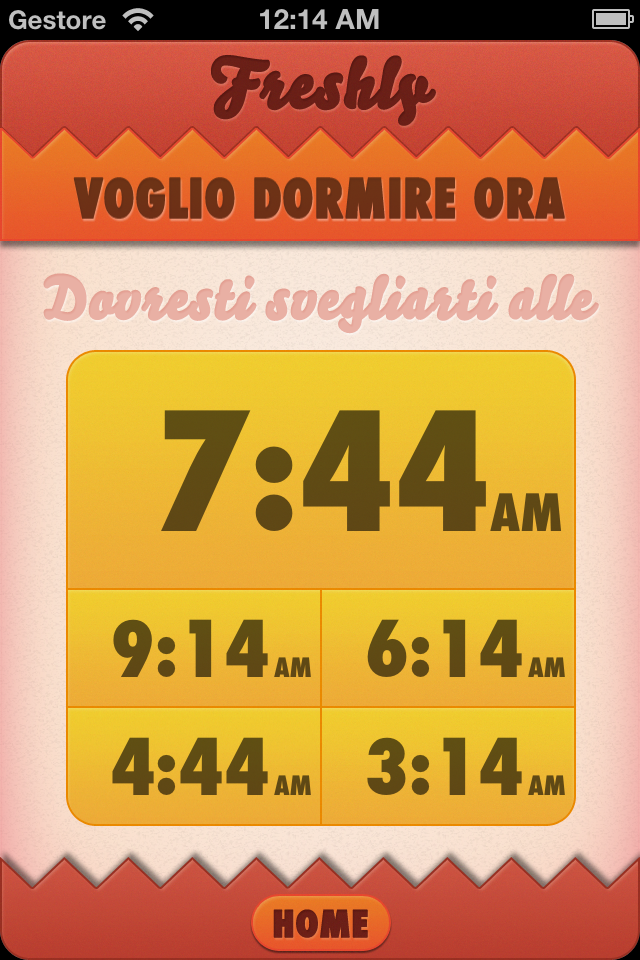 Gestore 12:14 AM
Freshly
VOGLIO DORMIRE ORA
Dovresti svegliarti alle
7:44 AM
9:14 AM 6:14 AM
4:44 AM 3:14 AM
HOME